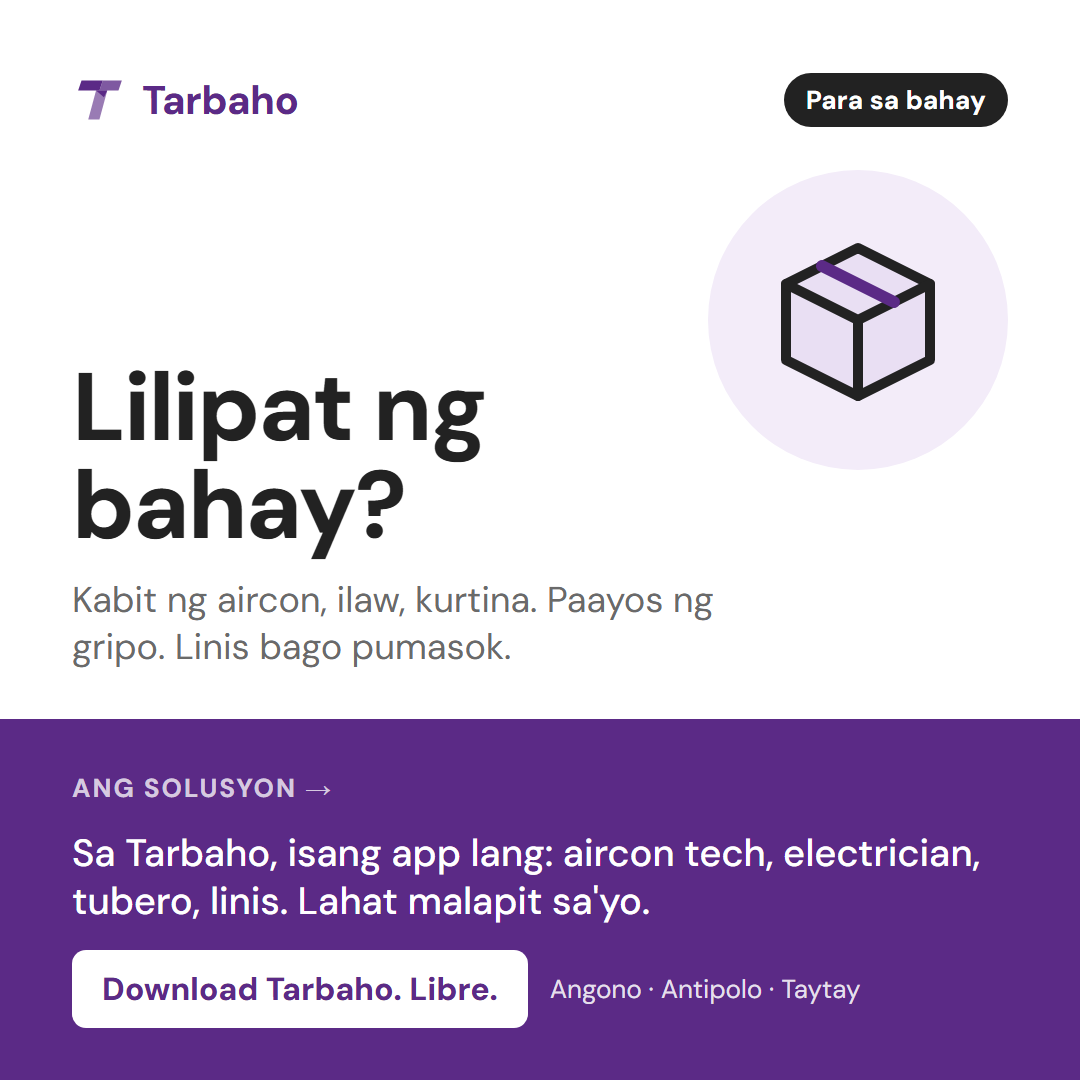 Tarbaho
Para sa bahay
Lilipat ng
bahay?
Kabit ng aircon, ilaw, kurtina. Paayos ng
gripo. Linis bago pumasok.
ANG SOLUSYON →
Sa Tarbaho, isang app lang: aircon tech, electrician,
tubero, linis. Lahat malapit sa'yo.
Download Tarbaho. Libre.
Angono · Antipolo · Taytay